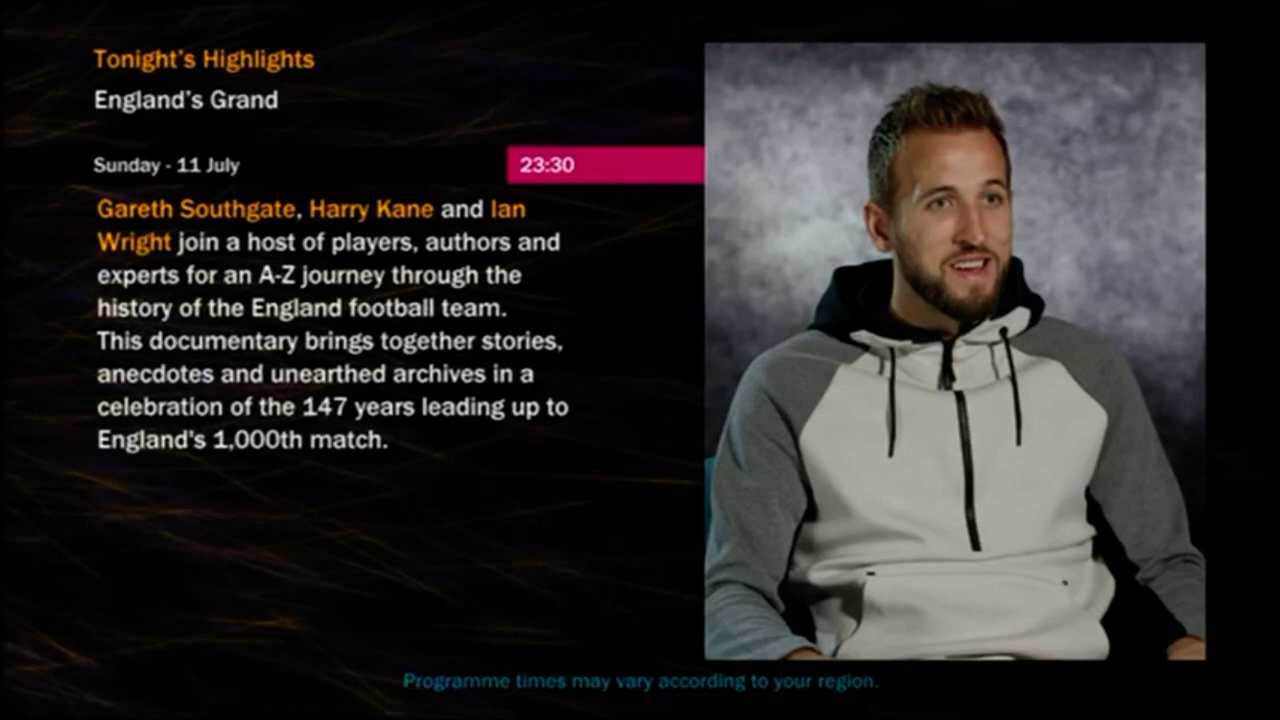 Tonight's Highlights
England's Grand
Sunday - 11 July
23:30
Gareth Southgate, Harry Kane and Ian
Wright join a host of players, authors and
experts for an A-Z journey through the
history of the England football team.
This documentary brings together stories,
anecdotes and unearthed archives in a
celebration of the 147 years leading up to
England's 1,000th match.
Programme times may vary according to your region.